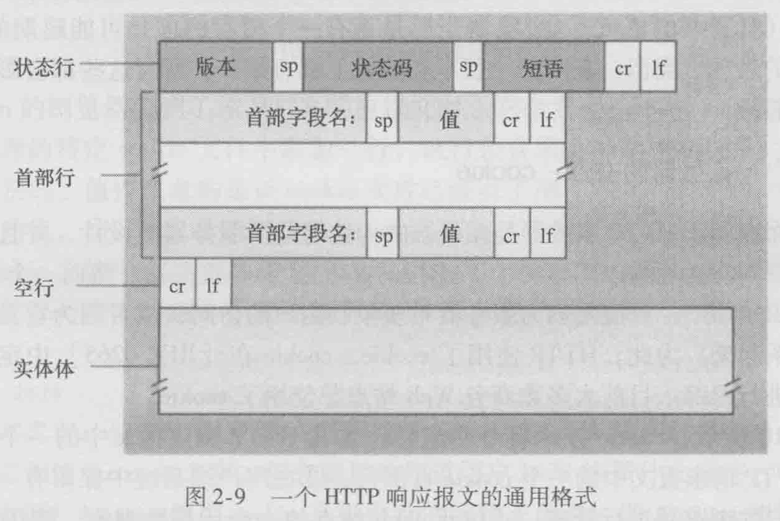 状态行 版本 sp 状态码 sp 短语 cr lf
首部字段名: sp 值 cr lf
首部行
首部字段名: sp 值 cr lf
空行 cr lf
实体体
图2-9 一个 HTTP 响应报文的通用格式